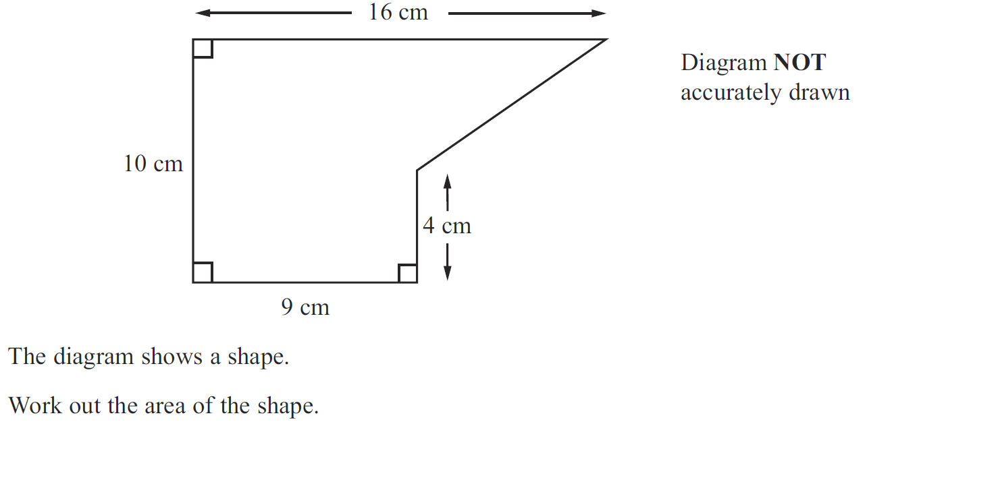 16 cm
Diagram NOT
accurately drawn
10 cm
4 cm
9 cm
The diagram shows a shape.
Work out the area of the shape.